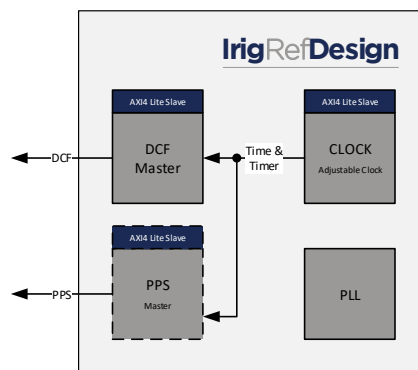 IrigRefDesign
AXI4 Lite Slave
AXI4 Lite Slave
DCF
DCF
Master
Time &
Timer
CLOCK
Adjustable Clock
AXI4 Lite Slave
PPS
PPS
Master
PLL